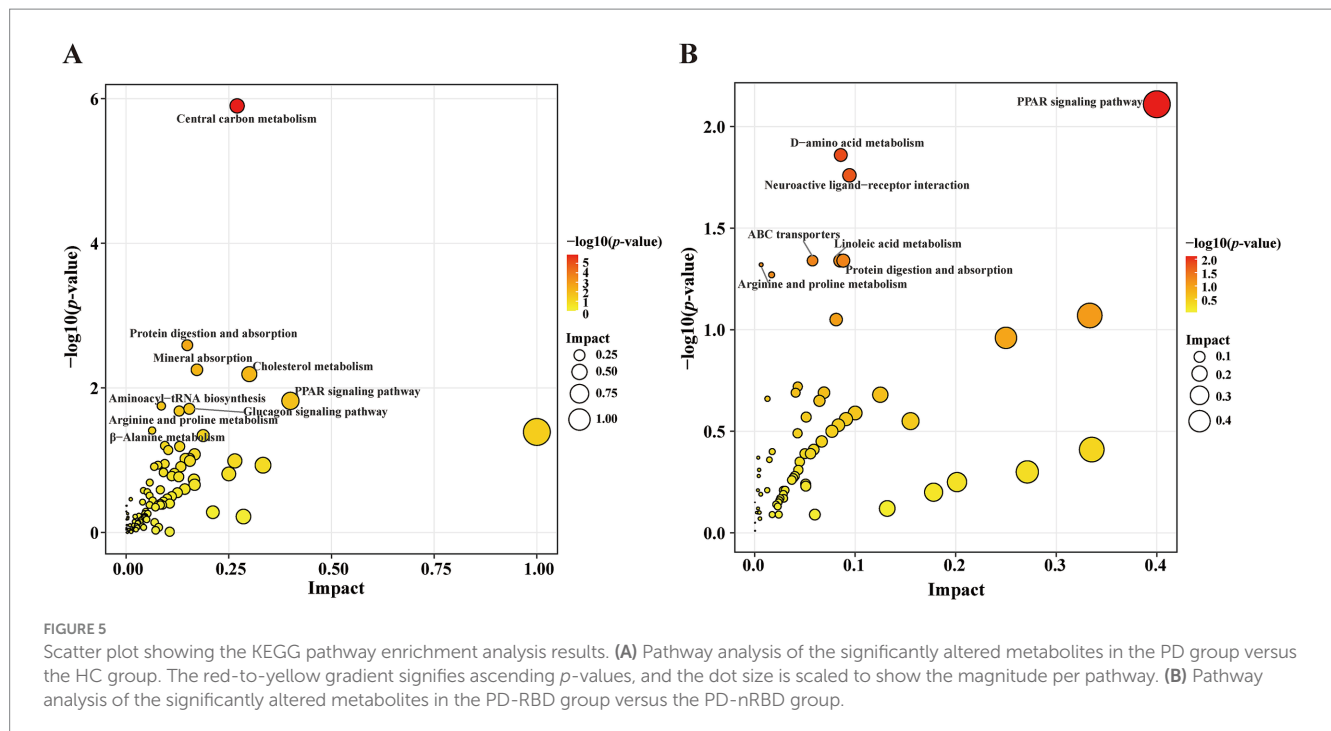 A
6
4
2
0
−log10(p-value)
Central carbon metabolism
Protein digestion and absorption
Mineral absorption
Cholesterol metabolism
PPAR signaling pathway
Aminoacyl−tRNA biosynthesis
Glucagon signaling pathway
Arginine and proline metabolism
β−Alanine metabolism
0.00 0.25 0.50 0.75 1.00
Impact
−log10(p-value)
5
4
3
2
1
0
Impact
0.25
0.50
0.75
1.00
B
2.0
1.5
1.0
0.5
0.0
−log10(p-value)
PPAR signaling pathway
D−amino acid metabolism
Neuroactive ligand−receptor interaction
ABC transporters
Linoleic acid metabolism
Protein digestion and absorption
Arginine and proline metabolism
0.0 0.1 0.2 0.3 0.4
Impact
−log10(p-value)
2.0
1.5
1.0
0.5
Impact
0.1
0.2
0.3
0.4
FIGURE 5
Scatter plot showing the KEGG pathway enrichment analysis results. (A) Pathway analysis of the significantly altered metabolites in the PD group versus
the HC group. The red-to-yellow gradient signifies ascending p-values, and the dot size is scaled to show the magnitude per pathway. (B) Pathway
analysis of the significantly altered metabolites in the PD-RBD group versus the PD-nRBD group.